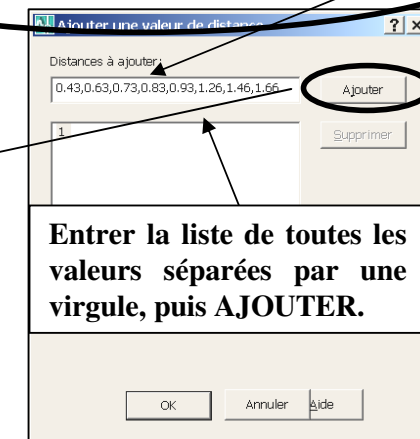 Ajouter une valeur de distance
Distances à ajouter:
0.43,0.63,0.73,0.83,0.93,1.26,1.46,1.66
Ajouter
1
Supprimer
Entrer la liste de toutes les
valeurs séparées par une
virgule, puis AJOUTER.
OK
Annuler
Aide